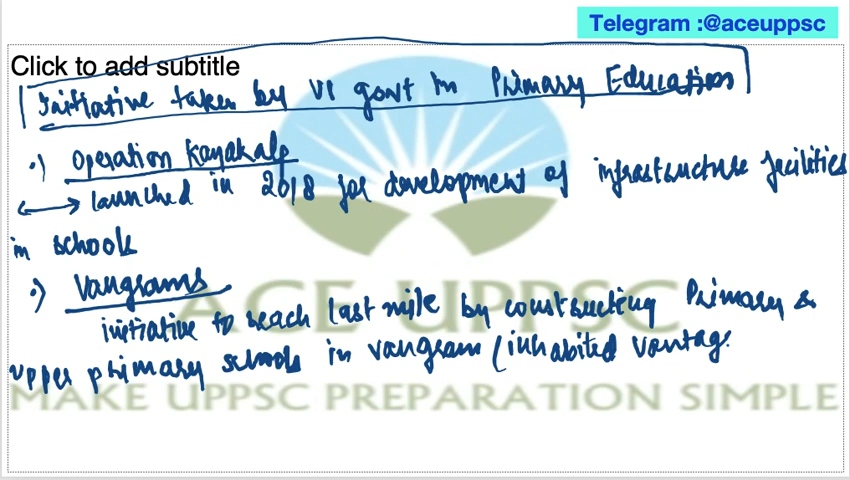 Telegram :@aceuppsc
Click to add subtitle
Initiative taken by UP govt in Primary Education
Operation Kayakalp
launched in 2018 for development of infrastructure facilities
in schools
Vangrams
initiative to reach last mile by constructing Primary &
upper primary schools in vangram (inhabited
ACE UPPSC
MAKE UPPSC PREPARATION SIMPLE